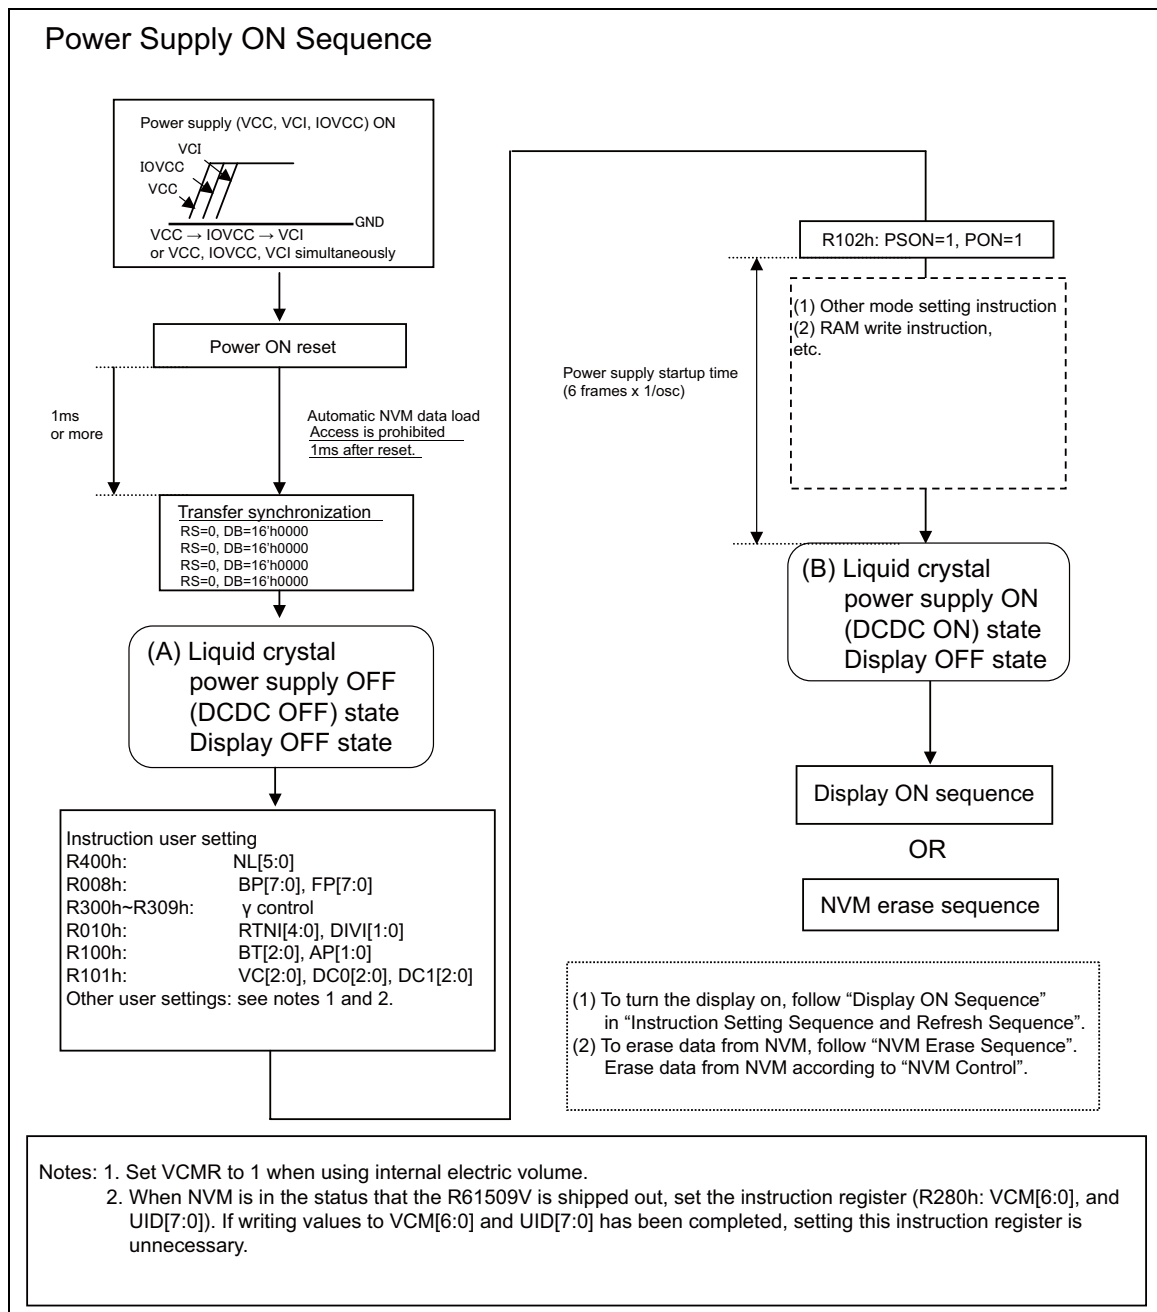 Power Supply ON Sequence
Power supply (VCC, VCI, IOVCC) ON
VCI
IOVCC
VCC
GND
VCC → IOVCC → VCI
or VCC, IOVCC, VCI simultaneously
Power ON reset
1ms
or more
Automatic NVM data load
Access is prohibited
1ms after reset.
Transfer synchronization
RS=0, DB=16'h0000
RS=0, DB=16'h0000
RS=0, DB=16'h0000
RS=0, DB=16'h0000
(A) Liquid crystal
power supply OFF
(DCDC OFF) state
Display OFF state
Instruction user setting
R400h: NL[5:0]
R008h: BP[7:0], FP[7:0]
R300h~R309h: γ control
R010h: RTNI[4:0], DIVI[1:0]
R100h: BT[2:0], AP[1:0]
R101h: VC[2:0], DC0[2:0], DC1[2:0]
Other user settings: see notes 1 and 2.
R102h: PSON=1, PON=1
(1) Other mode setting instruction
(2) RAM write instruction,
etc.
Power supply startup time
(6 frames x 1/osc)
(B) Liquid crystal
power supply ON
(DCDC ON) state
Display OFF state
Display ON sequence
OR
NVM erase sequence
(1) To turn the display on, follow “Display ON Sequence”
in “Instruction Setting Sequence and Refresh Sequence”.
(2) To erase data from NVM, follow “NVM Erase Sequence”.
Erase data from NVM according to “NVM Control”.
Notes: 1. Set VCMR to 1 when using internal electric volume.
2. When NVM is in the status that the R61509V is shipped out, set the instruction register (R280h: VCM[6:0], and
UID[7:0]). If writing values to VCM[6:0] and UID[7:0] has been completed, setting this instruction register is
unnecessary.